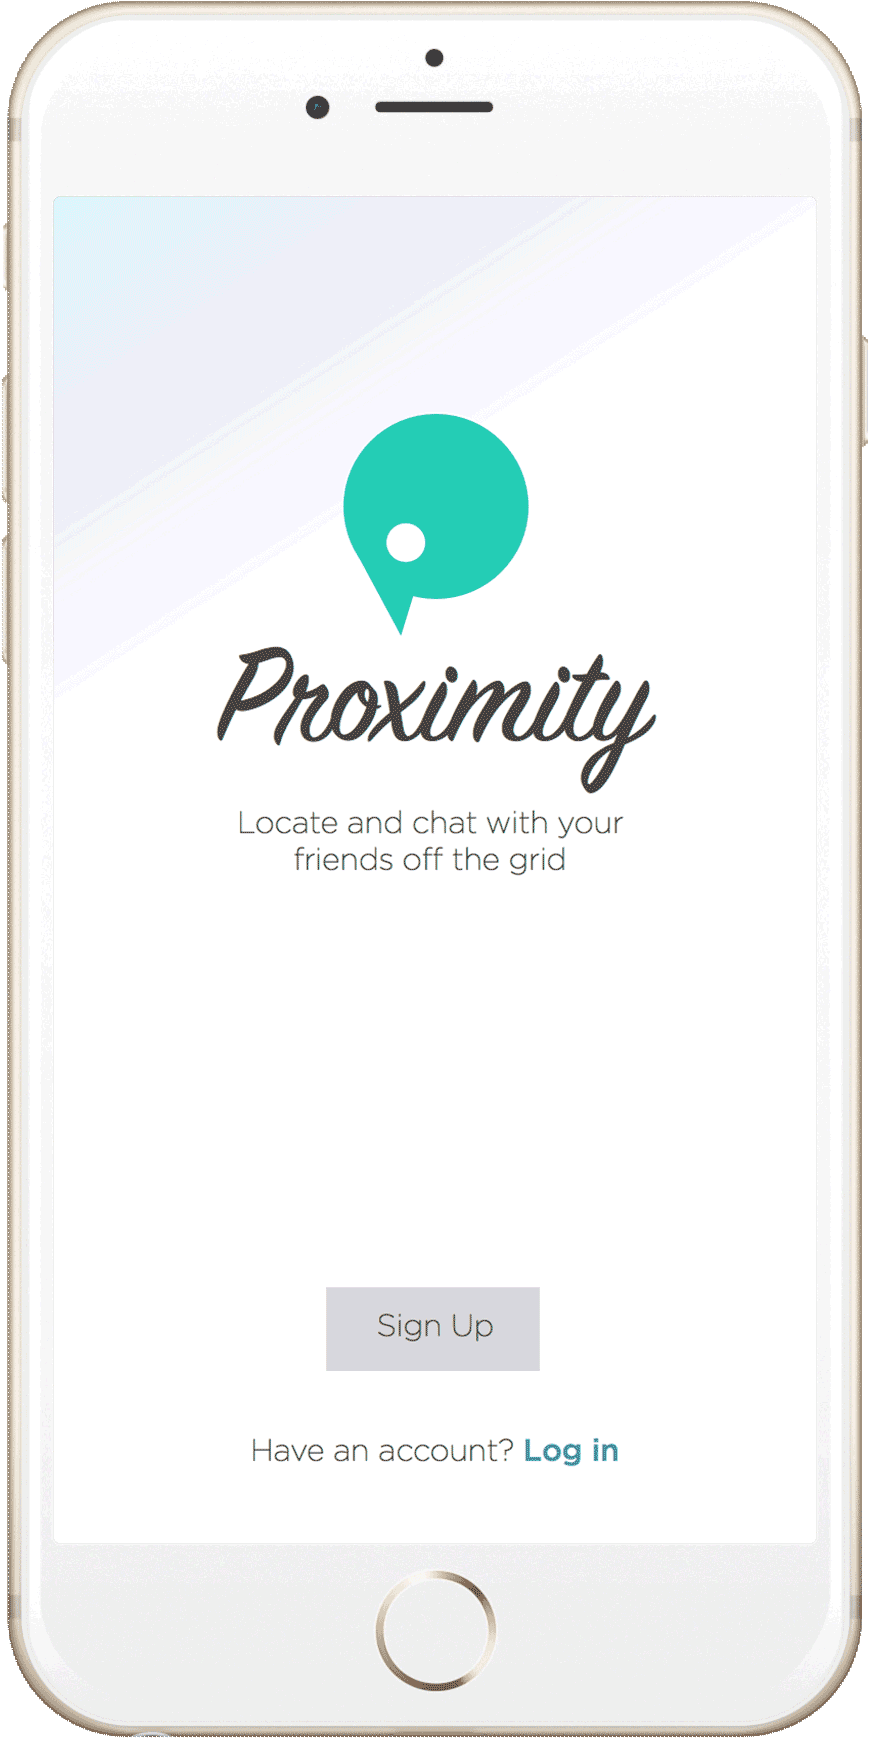 Proximity
Locate and chat with your
friends off the grid
Sign Up
Have an account? Log in